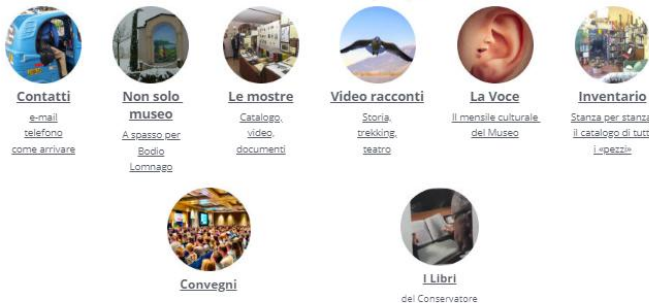 Contatti
e-mail
telefono
come arrivare
Non solo
museo
A spasso per
Bodio
Lomnago
Le mostre
Catalogo,
video,
documenti
Video racconti
Storia,
trekking,
teatro
La Voce
Il mensile culturale
del Museo
Inventario
Stanza per stanza
il catalogo di tutt
i «pezzi»
Convegni
I Libri
del Conservatore